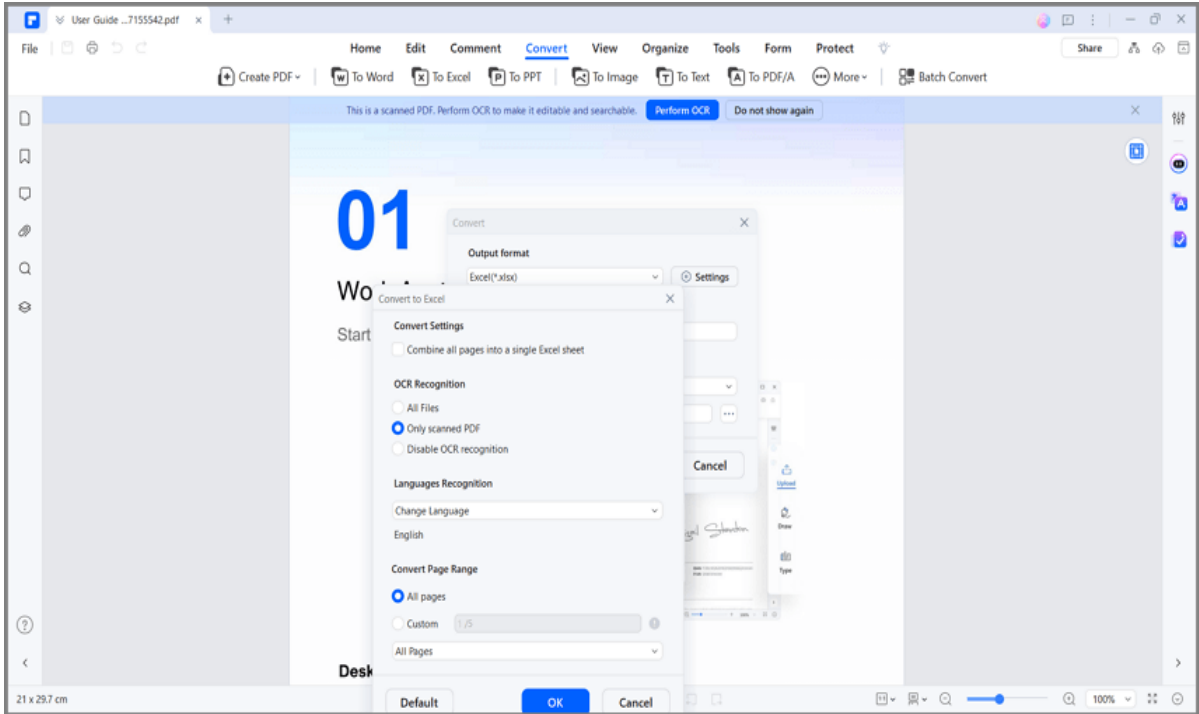 User Guide ...7155542.pdf
File
Home Edit Comment Convert View Organize Tools Form Protect
Share
Create PDF To Word To Excel To PPT To Image To Text To PDF/A More Batch Convert
This is a scanned PDF. Perform OCR to make it editable and searchable. Perform OCR Do not show again
01
Convert
Output format
Excel(*.xlsx) Settings
Convert to Excel
Start
Convert Settings
Combine all pages into a single Excel sheet
OCR Recognition
All Files
Only scanned PDF
Disable OCR recognition
Cancel
Languages Recognition
Upload
Change Language
Draw
English
Convert Page Range
Type
All pages
Custom 1 /5
All Pages
Desk
Default OK Cancel
21 x 29.7 cm
100%